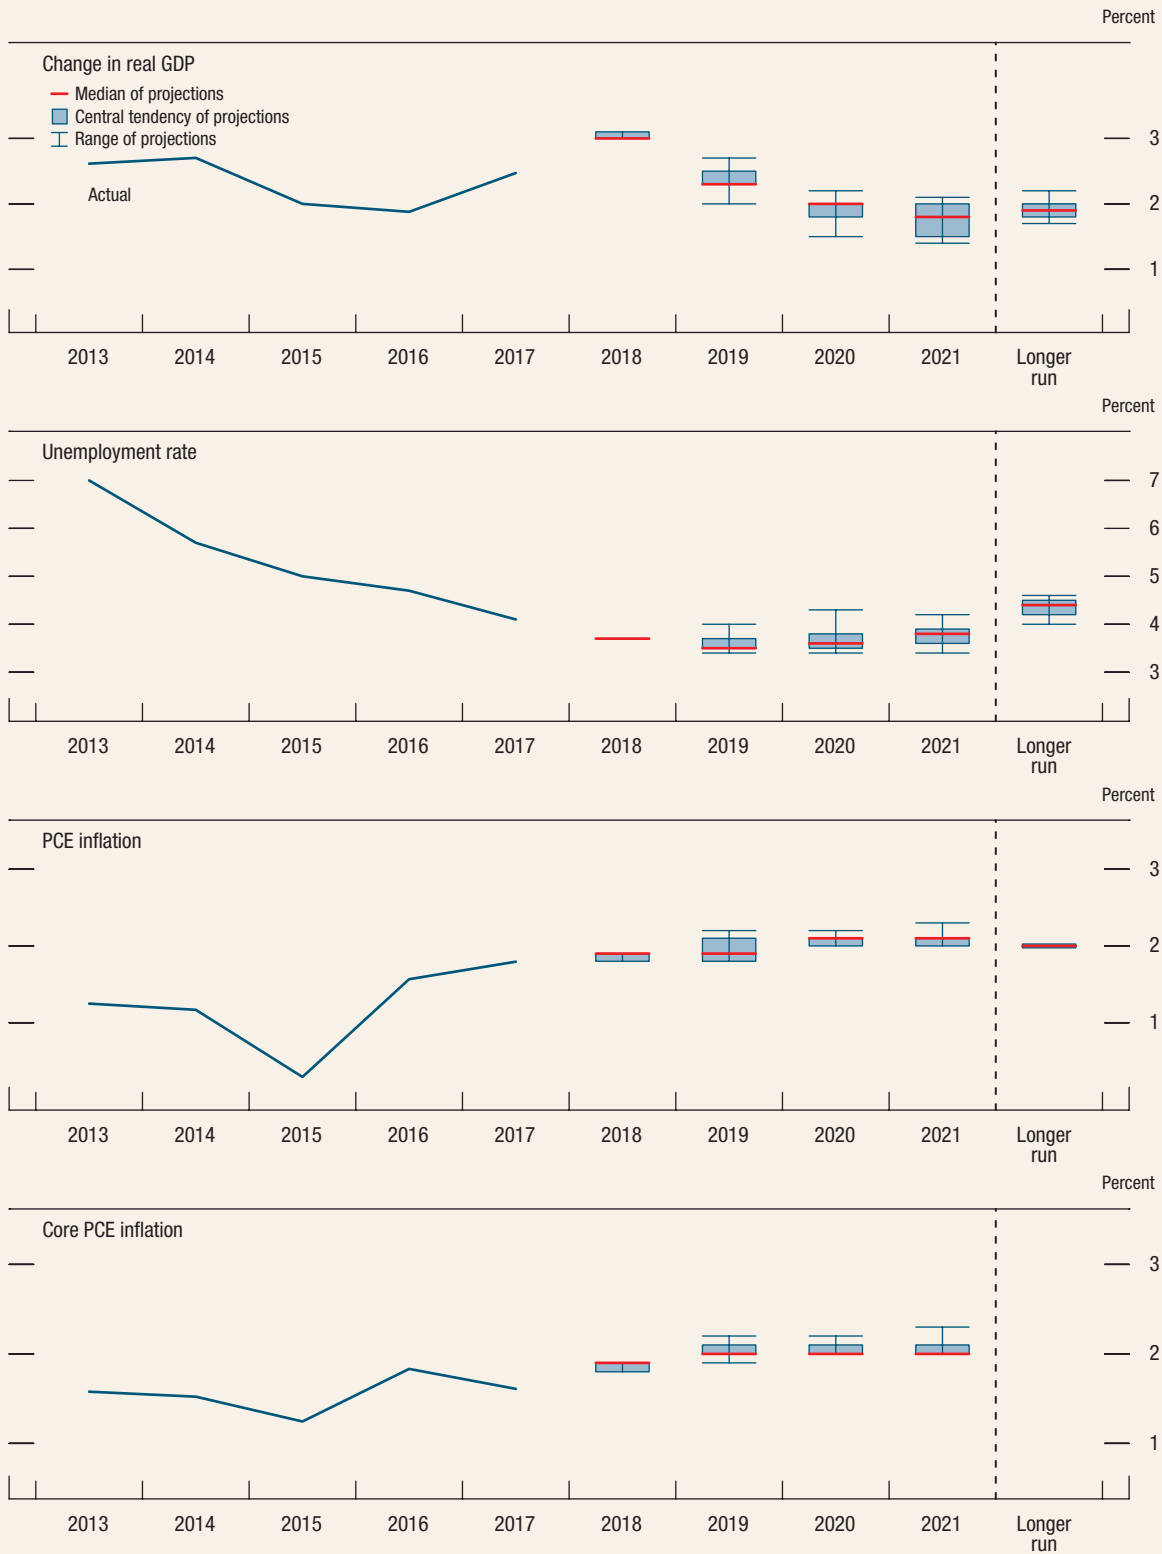 Percent
Change in real GDP
Median of projections
Central tendency of projections
Range of projections
Actual
3
2
1
2013 2014 2015 2016 2017 2018 2019 2020 2021 Longer
run
Percent
Unemployment rate
7
6
5
4
3
2013 2014 2015 2016 2017 2018 2019 2020 2021 Longer
run
Percent
PCE inflation
3
2
1
2013 2014 2015 2016 2017 2018 2019 2020 2021 Longer
run
Percent
Core PCE inflation
3
2
1
2013 2014 2015 2016 2017 2018 2019 2020 2021 Longer
run